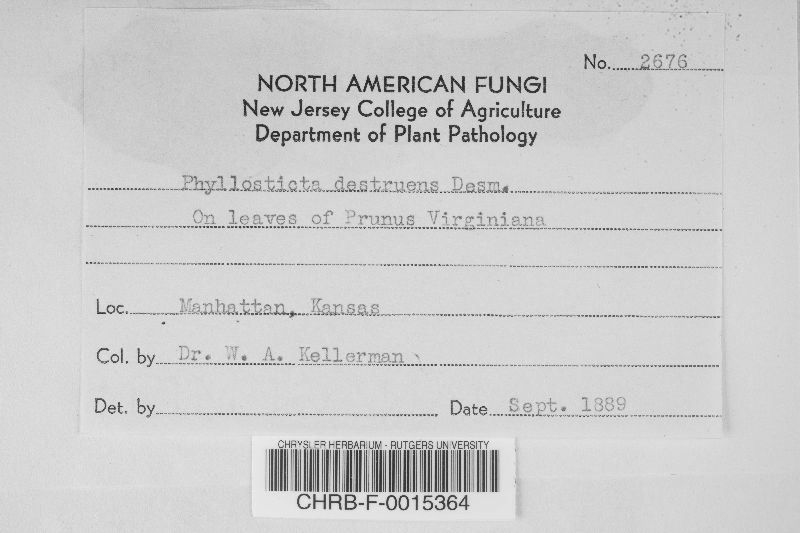 No. 2676
NORTH AMERICAN FUNGI
New Jersey College of Agriculture
Department of Plant Pathology
Phyllosticta destruens Desm.
On leaves of Prunus Virginiana
Loc. Manhattan, Kansas
Col. by Dr. W. A. Kellerman
Det. by
Date Sept. 1889
CHRYSLER HERBARIUM - RUTGERS UNIVERSITY
CHRB-F-0015364